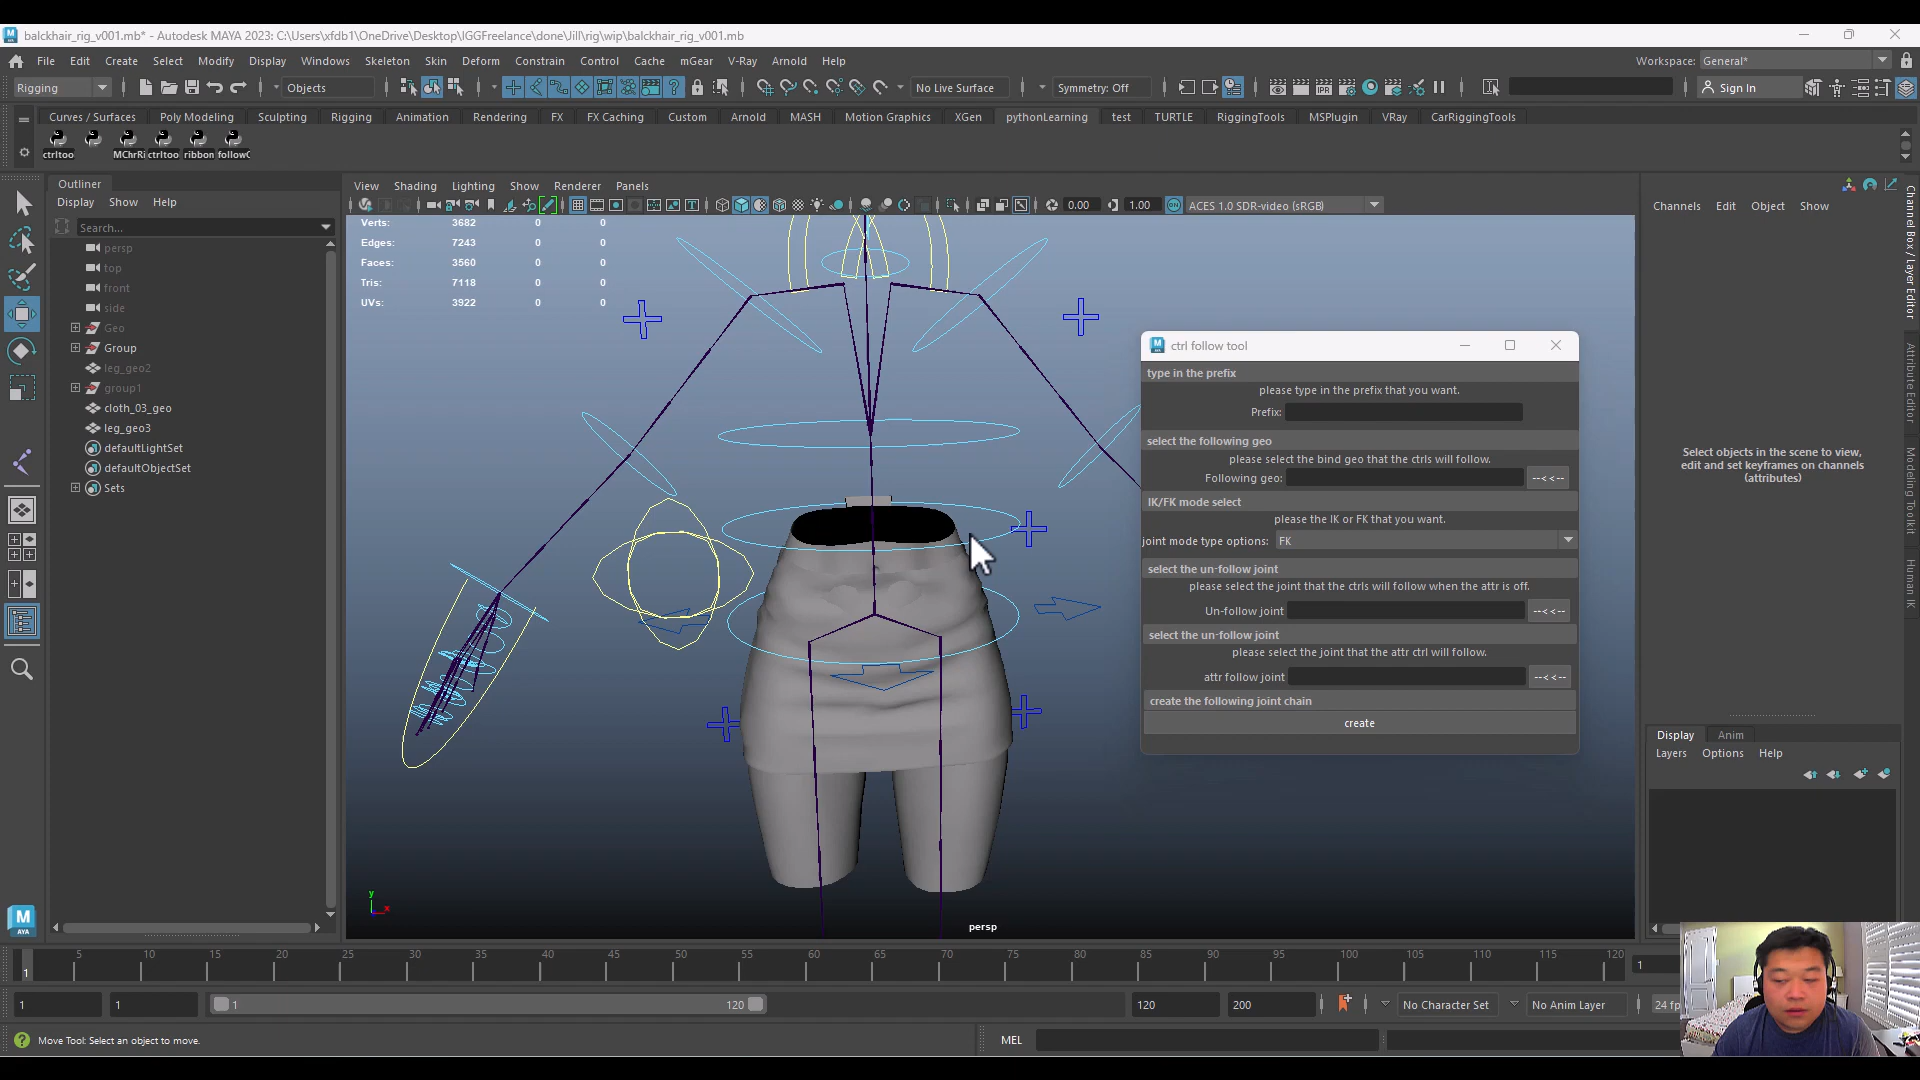 balckhair_rig_v001.mb* - Autodesk MAYA 2023: C:\Users\xfdb1\OneDrive\Desktop\IGGFreelance\done\Jill\rig\wip\balckhair_rig_v001.mb
File Edit Create Select Modify Display Windows Skeleton Skin Deform Constrain Control Cache mGear V-Ray Arnold Help
Workspace: General*
Rigging
Objects
No Live Surface
Symmetry: Off
Sign In
Curves / Surfaces Poly Modeling Sculpting Rigging Animation Rendering FX FX Caching Custom Arnold MASH Motion Graphics XGen pythonLearning test TURTLE RiggingTools MSPlugin VRay CarRiggingTools
ctrltoo MChrRi ctrltoo ribbon followC
Outliner
Display Show Help
Search...
persp
top
front
side
Geo
Group
leg_geo2
group1
cloth_03_geo
leg_geo3
defaultLightSet
defaultObjectSet
Sets
View Shading Lighting Show Renderer Panels
0.00
1.00
ACES 1.0 SDR-video (sRGB)
Verts: 3682 0 0
Edges: 7243 0 0
Faces: 3560 0 0
Tris: 7118 0 0
UVs: 3922 0 0
persp
y
x
ctrl follow tool
type in the prefix
please type in the prefix that you want.
Prefix:
select the following geo
please select the bind geo that the ctrls will follow.
Following geo:
--<<--
IK/FK mode select
please the IK or FK that you want.
joint mode type options: FK
select the un-follow joint
please select the joint that the ctrls will follow when the attr is off.
Un-follow joint
--<<--
select the un-follow joint
please select the joint that the attr ctrl will follow.
attr follow joint
--<<--
create the following joint chain
create
Channels Edit Object Show
Select objects in the scene to view,
edit and set keyframes on channels
(attributes)
Channel Box / Layer Editor
Attribute Editor
Modeling Toolkit
Human IK
Display Anim
Layers Options Help
5 10 15 20 25 30 35 40 45 50 55 60 65 70 75 80 85 90 95 100 105 110 115 120
1
1
1
1
1
120
120
200
No Character Set
No Anim Layer
24 fp
Move Tool: Select an object to move.
MEL
M
AYA